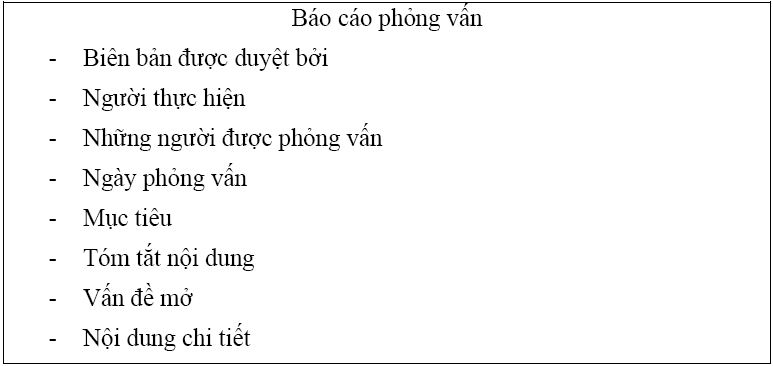 Báo cáo phỏng vấn
- Biên bản được duyệt bởi
- Người thực hiện
- Những người được phỏng vấn
- Ngày phỏng vấn
- Mục tiêu
- Tóm tắt nội dung
- Vấn đề mở
- Nội dung chi tiết